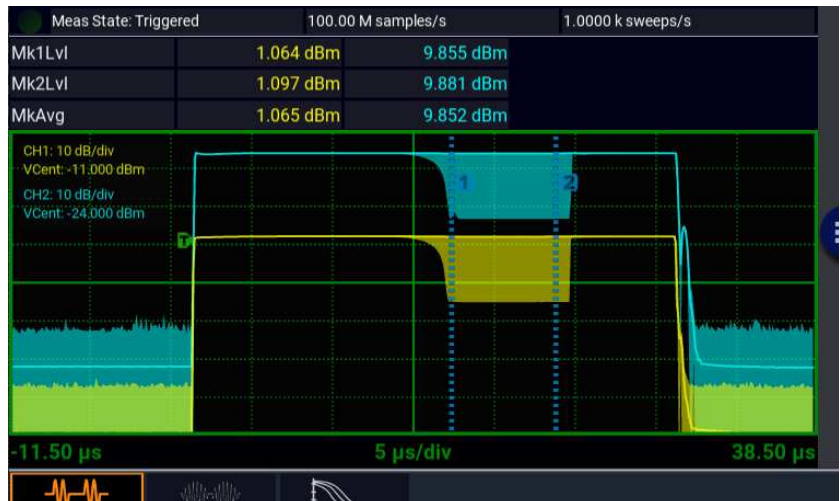 Meas State: Triggered 100.00 M samples/s 1.0000 k sweeps/s
Mk1Lvl 1.064 dBm 9.855 dBm
Mk2Lvl 1.097 dBm 9.881 dBm
MkAvg 1.065 dBm 9.852 dBm
CH1: 10 dB/div
VCent: -11.000 dBm
CH2: 10 dB/div
VCent: -24.000 dBm
1 2
T
-11.50 µs 5 µs/div 38.50 µs